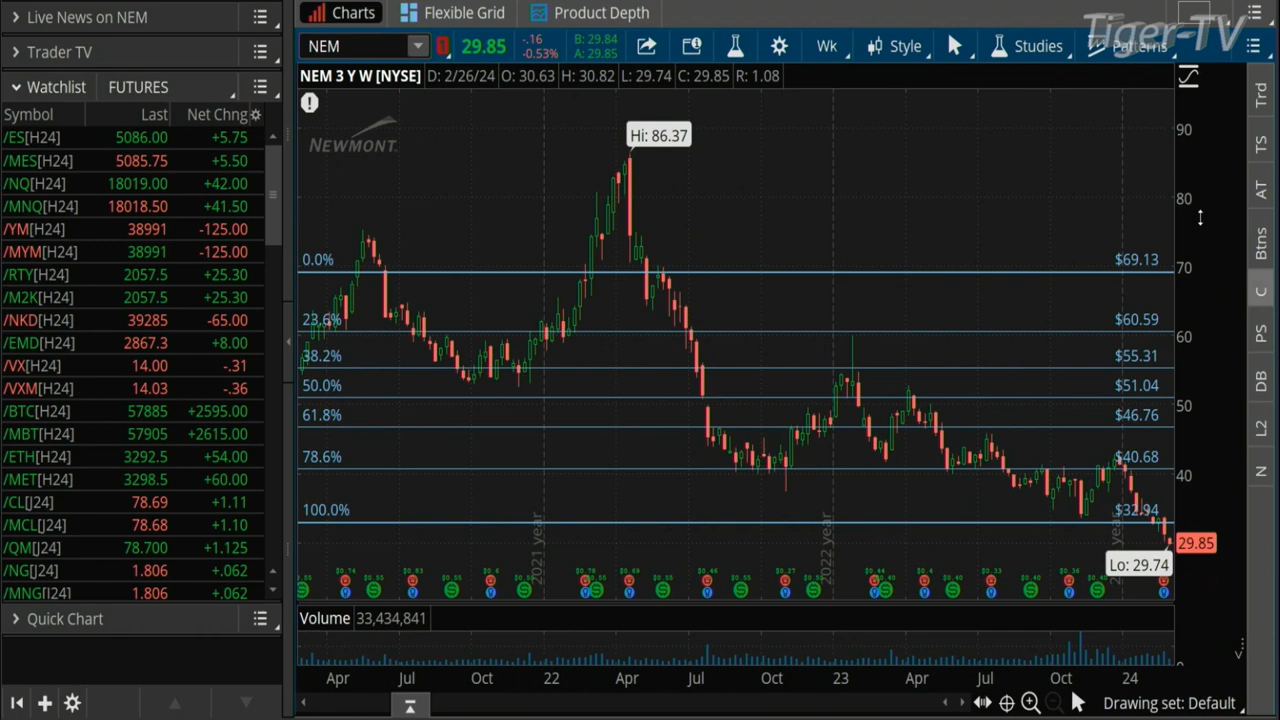 Live News on NEM
Trader TV
Watchlist FUTURES
Symbol Last Net Chng
/ES[H24] 5086.00 +5.75
/MES[H24] 5085.75 +5.50
/NQ[H24] 18019.00 +42.00
/MNQ[H24] 18018.50 +41.50
/YM[H24] 38991 -125.00
/MYM[H24] 38991 -125.00
/RTY[H24] 2057.5 +25.30
/M2K[H24] 2057.5 +25.30
/NKD[H24] 39285 -65.00
/EMD[H24] 2867.3 +8.00
/VX[H24] 14.00 -.31
/VXM[H24] 14.03 -.36
/BTC[H24] 57885 +2595.00
/MBT[H24] 57905 +2615.00
/ETH[H24] 3292.5 +54.00
/MET[H24] 3298.5 +60.00
/CL[J24] 78.69 +1.11
/MCL[J24] 78.68 +1.10
/QM[J24] 78.700 +1.125
/NG[J24] 1.806 +.062
/MNG[J24] 1.806 +.062
Quick Chart
Charts Flexible Grid Product Depth
Tiger-TV
NEM 29.85 -.16 -0.53% B: 29.84 A: 29.85 Wk Style Studies Patterns
NEM 3 Y W [NYSE] D: 2/26/24 O: 30.63 H: 30.82 L: 29.74 C: 29.85 R: 1.08
NEWMONT.
Hi: 86.37
90
80
70
60
50
40
0.0% $69.13
23.6% $60.59
38.2% $55.31
50.0% $51.04
61.8% $46.76
78.6% $40.68
100.0% $32.94
29.85
Lo: 29.74
2021 year
2022 year
Volume 33,434,841
Apr Jul Oct 22 Apr Jul Oct 23 Apr Jul Oct 24
Drawing set: Default
Trd
TS
AT
Btns
C
PS
DB
L2
N